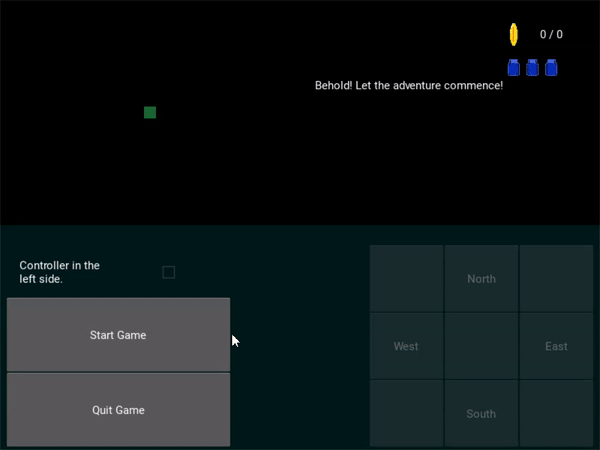 0 / 0
Behold! Let the adventure commence!
Controller in the
left side.
Start Game
Quit Game
North
West
East
South